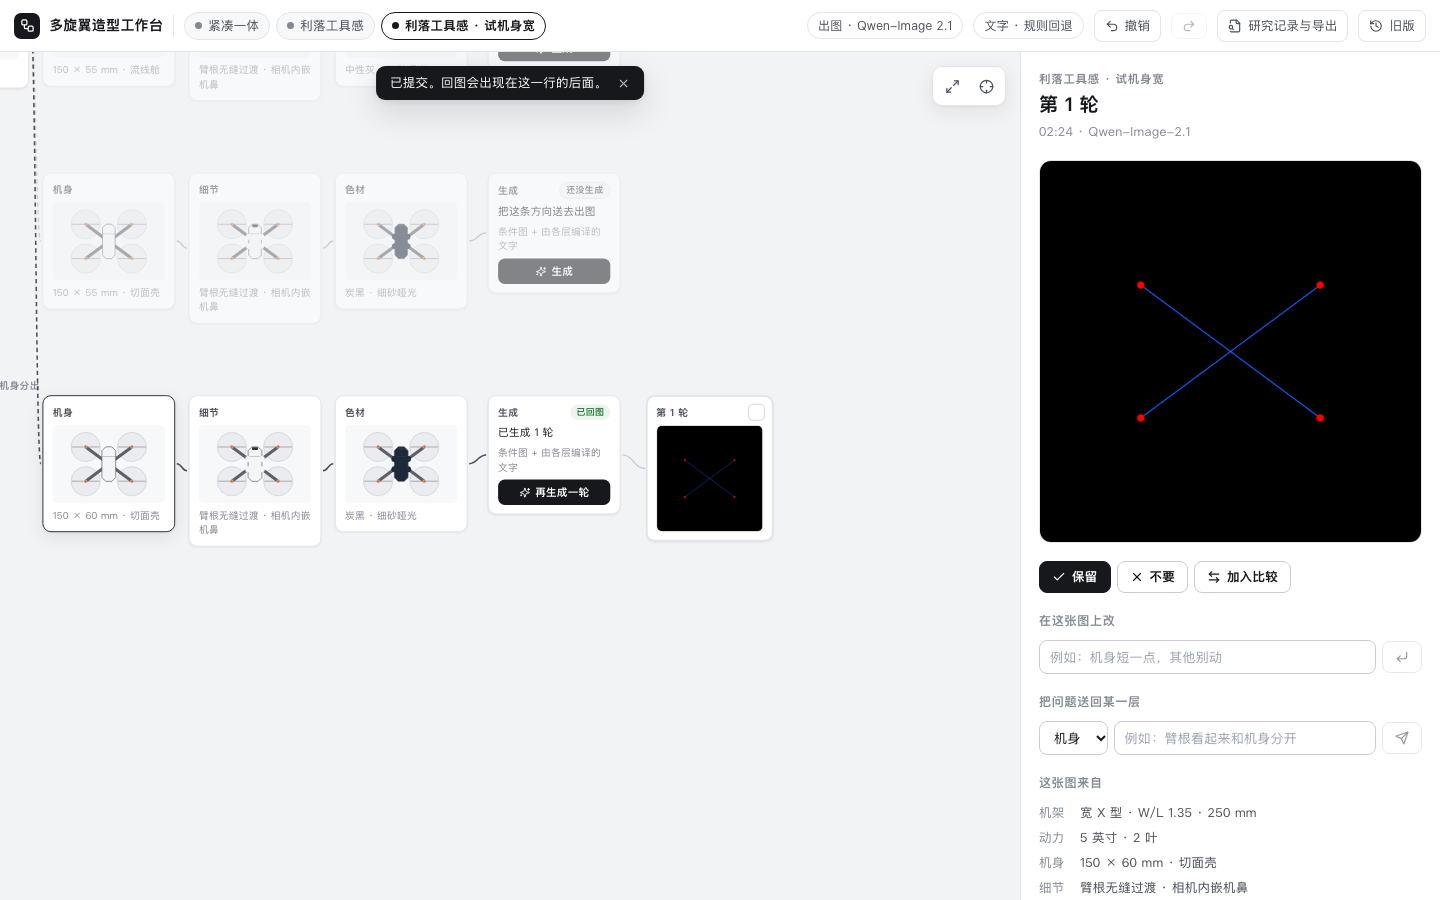 多旋翼造型工作台
紧凑一体
利落工具感
利落工具感 · 试机身宽
出图 · Qwen-Image 2.1
文字 · 规则回退
撤销
研究记录与导出
旧版
150 × 55 mm · 流线舱
臂根无缝过渡 · 相机内嵌
机鼻
中性灰
已提交。回图会出现在这一行的后面。
机身
150 × 55 mm · 切面壳
细节
臂根无缝过渡 · 相机内嵌
机鼻
色材
炭黑 · 细砂哑光
生成
还没生成
把这条方向送去出图
条件图 + 由各层编译的
文字
生成
机身分出
机身
150 × 60 mm · 切面壳
细节
臂根无缝过渡 · 相机内嵌
机鼻
色材
炭黑 · 细砂哑光
生成
已回图
已生成 1 轮
条件图 + 由各层编译的
文字
再生成一轮
第 1 轮
利落工具感 · 试机身宽
第 1 轮
02:24 · Qwen-Image-2.1
保留
不要
加入比较
在这张图上改
例如：机身短一点，其他别动
把问题送回某一层
机身
例如：臂根看起来和机身分开
这张图来自
机架 宽 X 型 · W/L 1.35 · 250 mm
动力 5 英寸 · 2 叶
机身 150 × 60 mm · 切面壳
细节 臂根无缝过渡 · 相机内嵌机鼻